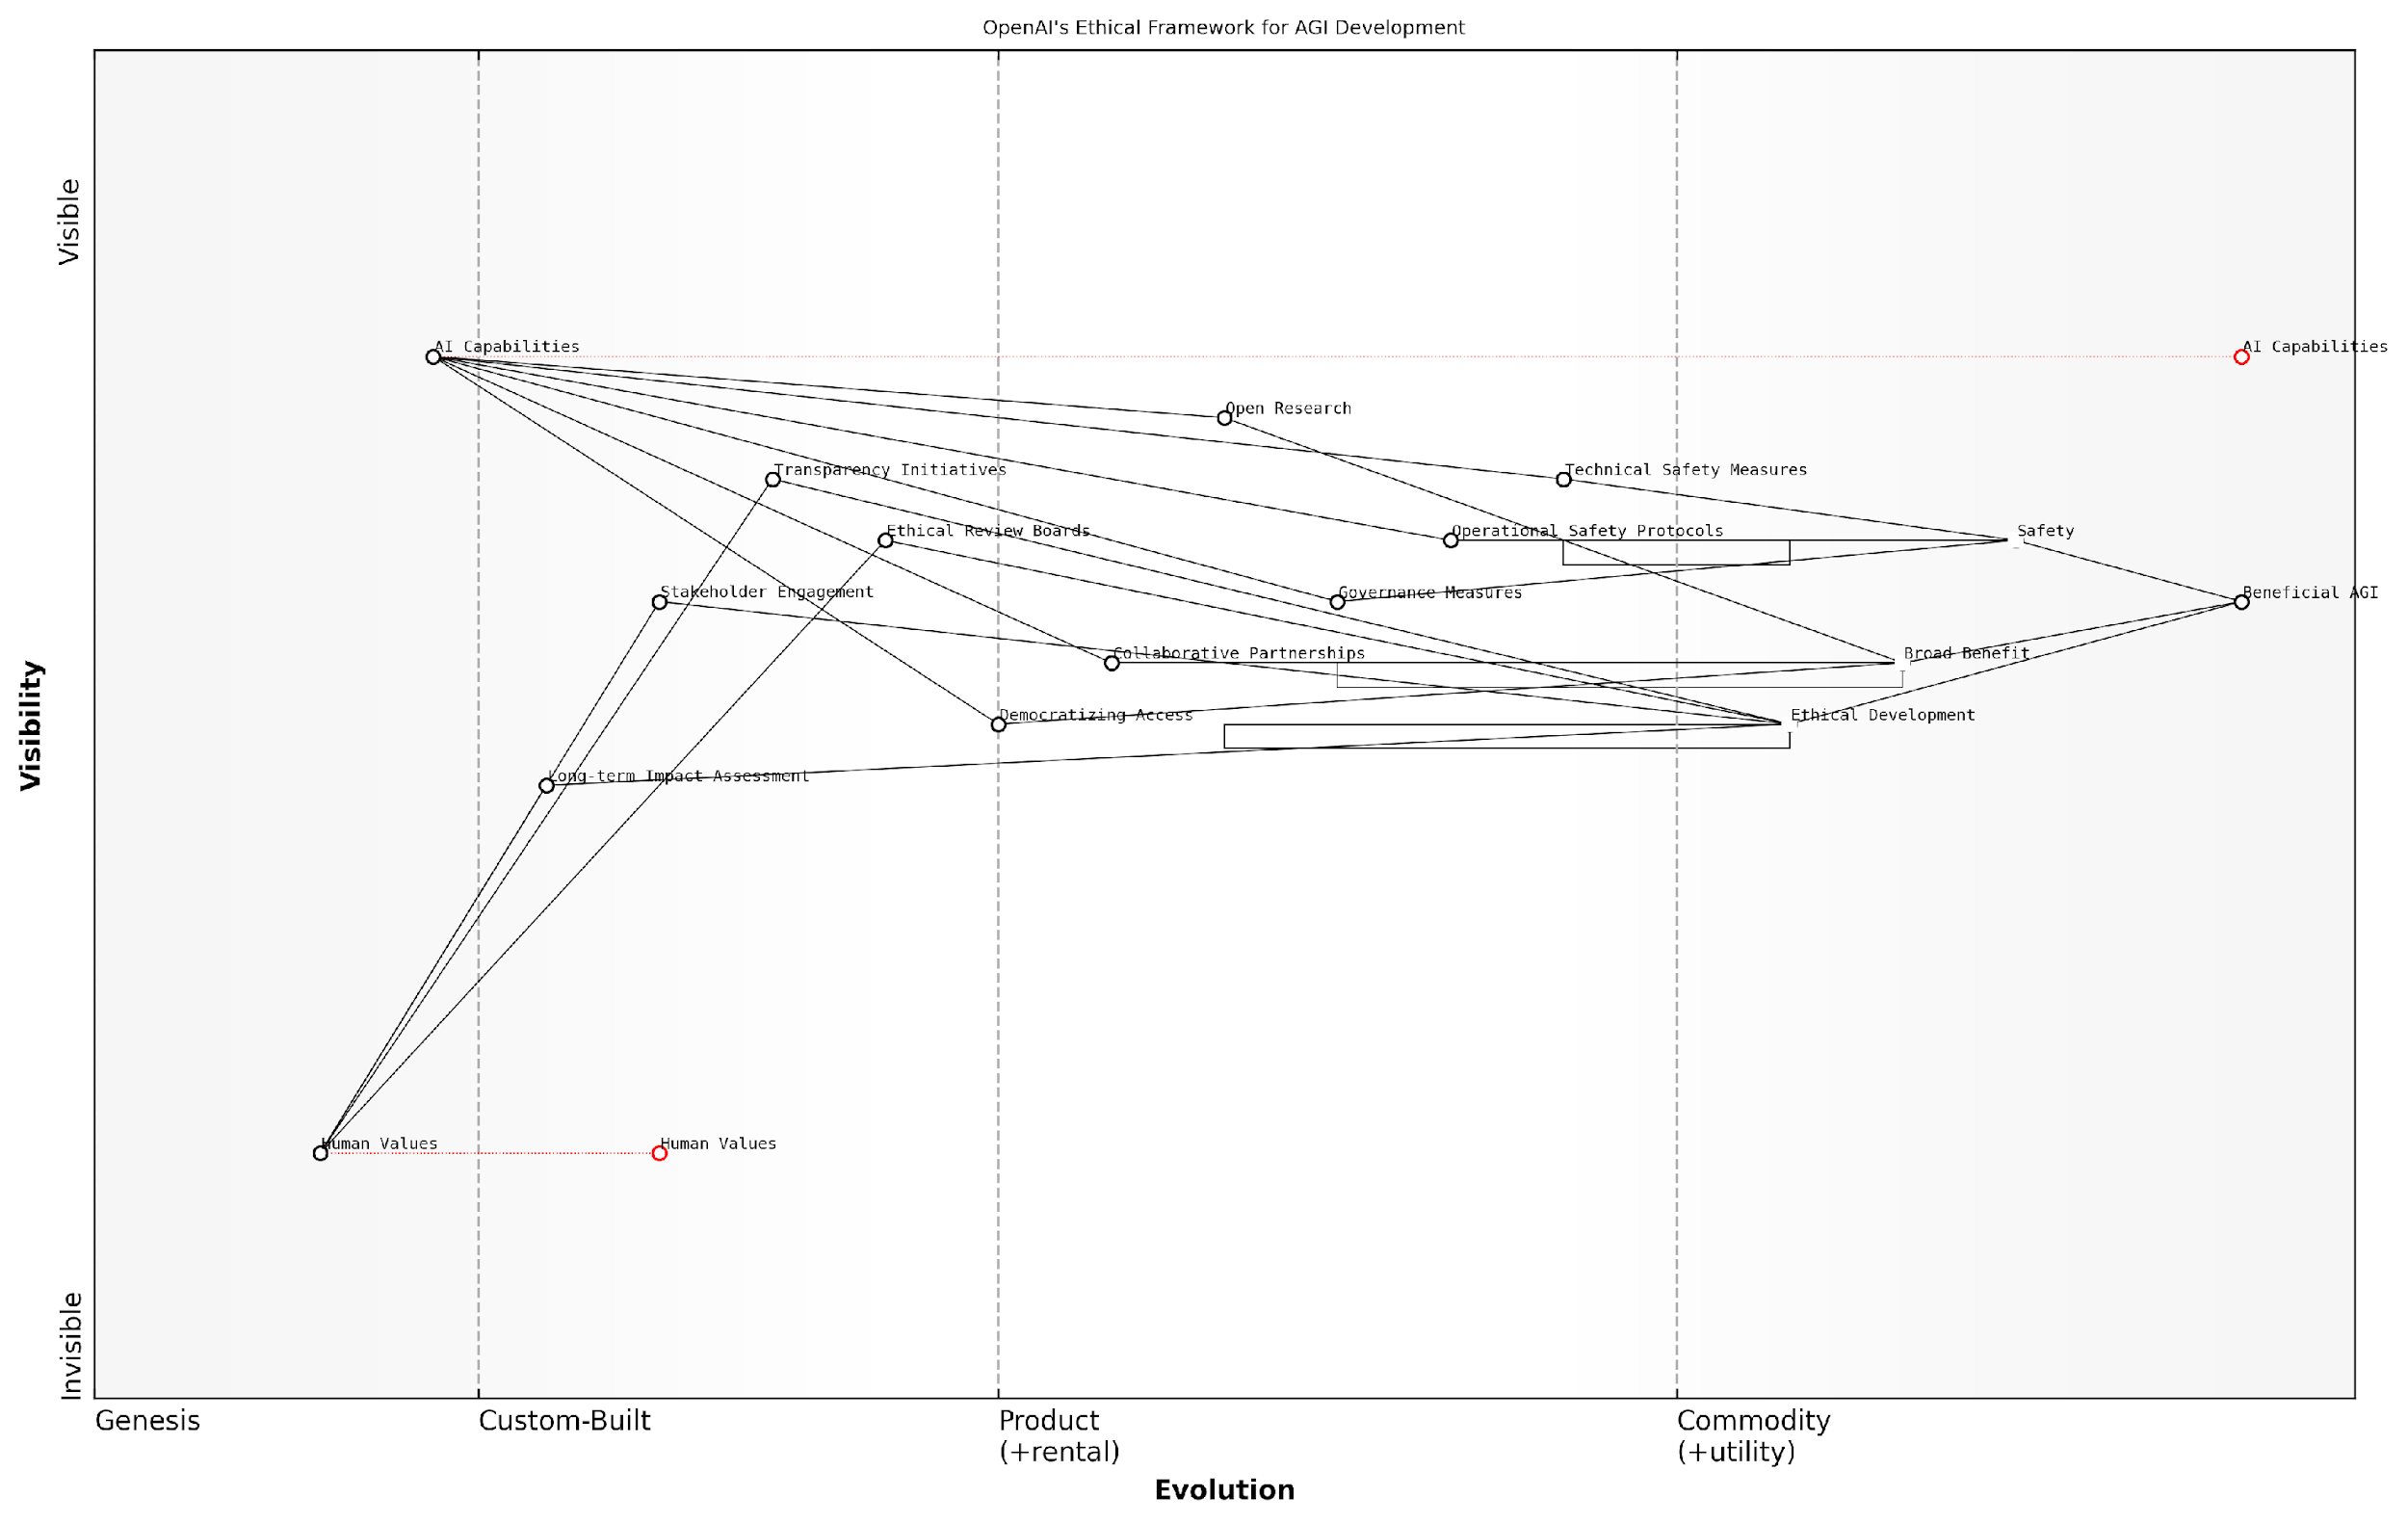 OpenAI's Ethical Framework for AGI Development
Visible
AI Capabilities
AI Capabilities
Open Research
Transparency Initiatives
Technical Safety Measures
Ethical Review Boards
Operational Safety Protocols
Safety
Stakeholder Engagement
Governance Measures
Beneficial AGI
Collaborative Partnerships
Broad Benefit
Democratizing Access
Ethical Development
Visibility
Long-term Impact Assessment
Human Values
Human Values
Invisible
Genesis
Custom-Built
Product
(+rental)
Commodity
(+utility)
Evolution